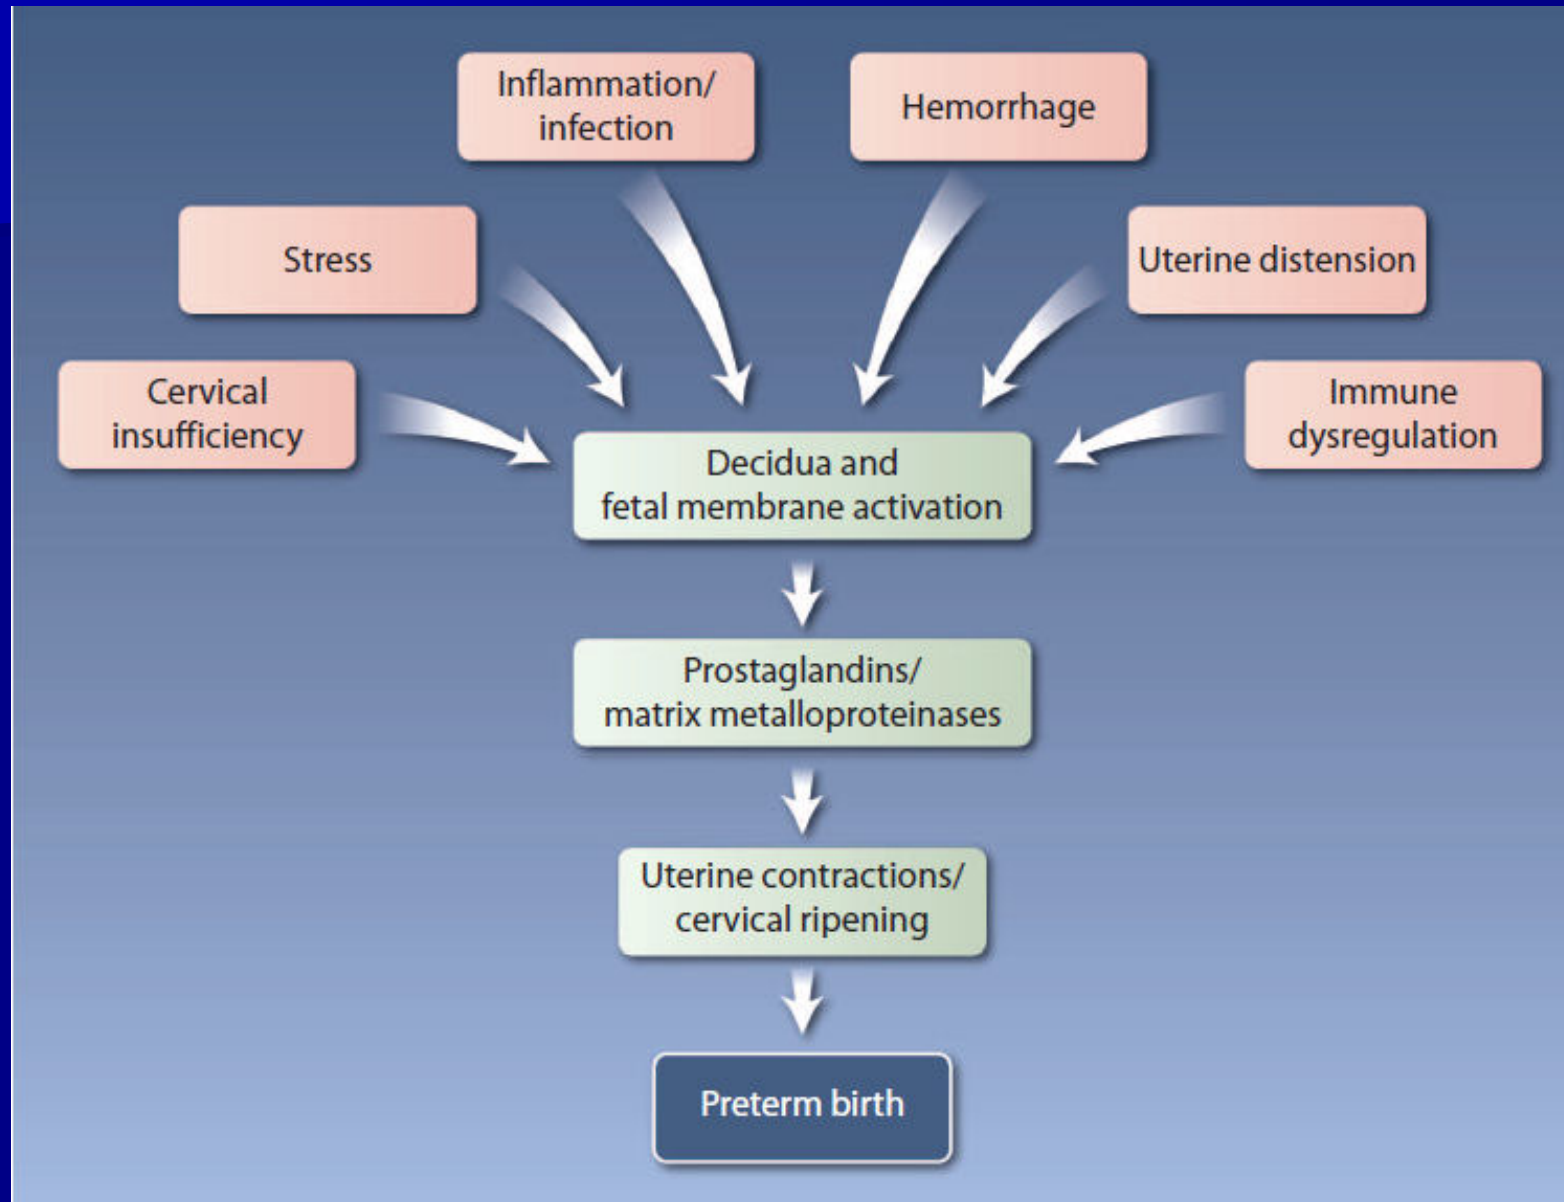 Inflammation/
infection
Hemorrhage
Stress
Uterine distension
Cervical
insufficiency
Immune
dysregulation
Decidua and
fetal membrane activation
Prostaglandins/
matrix metalloproteinases
Uterine contractions/
cervical ripening
Preterm birth